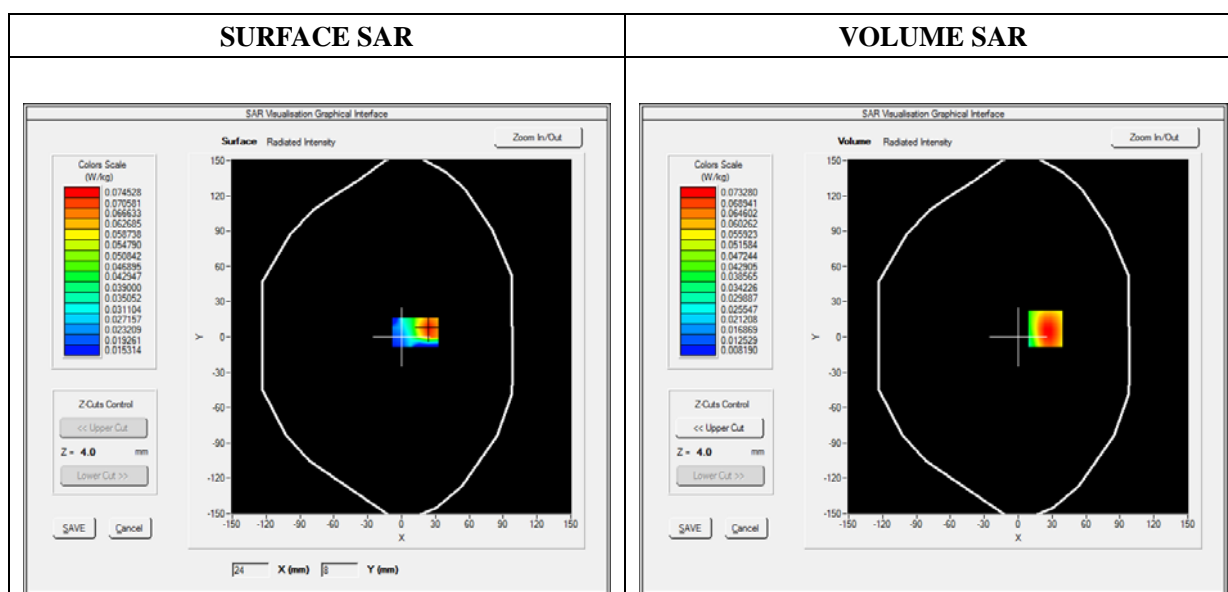 SURFACE SAR
VOLUME SAR
SAR Visualisation Graphical Interface
Surface Radiated Intensity
Zoom In/Out
Colors Scale
(W/kg)
0.074528
0.070581
0.066633
0.062685
0.058738
0.054790
0.050842
0.046895
0.042947
0.039000
0.035052
0.031104
0.027157
0.023209
0.019261
0.015314
150
120
90
60
30
0
-30
-60
-90
-120
-150
Y
-150 -120 -90 -60 -30 0 30 60 90 120 150
X
Z-Cuts Control
<< Upper Cut
Z = 4.0 mm
Lower Cut >>
SAVE Cancel
24 X (mm) 8 Y (mm)
SAR Visualisation Graphical Interface
Volume Radiated Intensity
Zoom In/Out
Colors Scale
(W/kg)
0.073280
0.068941
0.064602
0.060262
0.055923
0.051584
0.047244
0.042905
0.038565
0.034226
0.029887
0.025547
0.021208
0.016869
0.012529
0.008190
150
120
90
60
30
0
-30
-60
-90
-120
-150
Y
-150 -120 -90 -60 -30 0 30 60 90 120 150
X
Z-Cuts Control
<< Upper Cut
Z = 4.0 mm
Lower Cut >>
SAVE Cancel